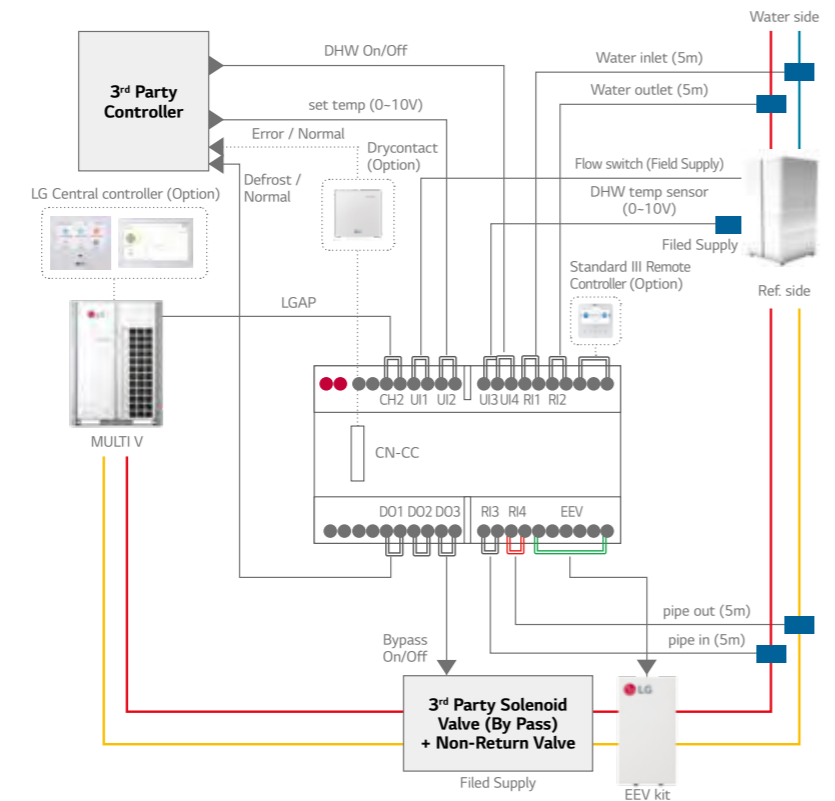 Water side
DHW On/Off
Water inlet (5m)
3rd Party
Controller
Water outlet (5m)
set temp (0~10V)
Error / Normal
Drycontact
(Option)
Flow switch (Field Supply)
Defrost /
Normal
DHW temp sensor
(0~10V)
LG Central controller (Option)
Filed Supply
Standard III Remote
Controller (Option)
Ref. side
LGAP
LG
CH2 UI1 UI2 UI3 UI4 RI1 RI2
MULTI V
CN-CC
DO1 DO2 DO3 RI3 RI4 EEV
pipe out (5m)
Bypass
On/Off
pipe in (5m)
3rd Party Solenoid
Valve (By Pass)
+ Non-Return Valve
LG
Filed Supply
EEV kit